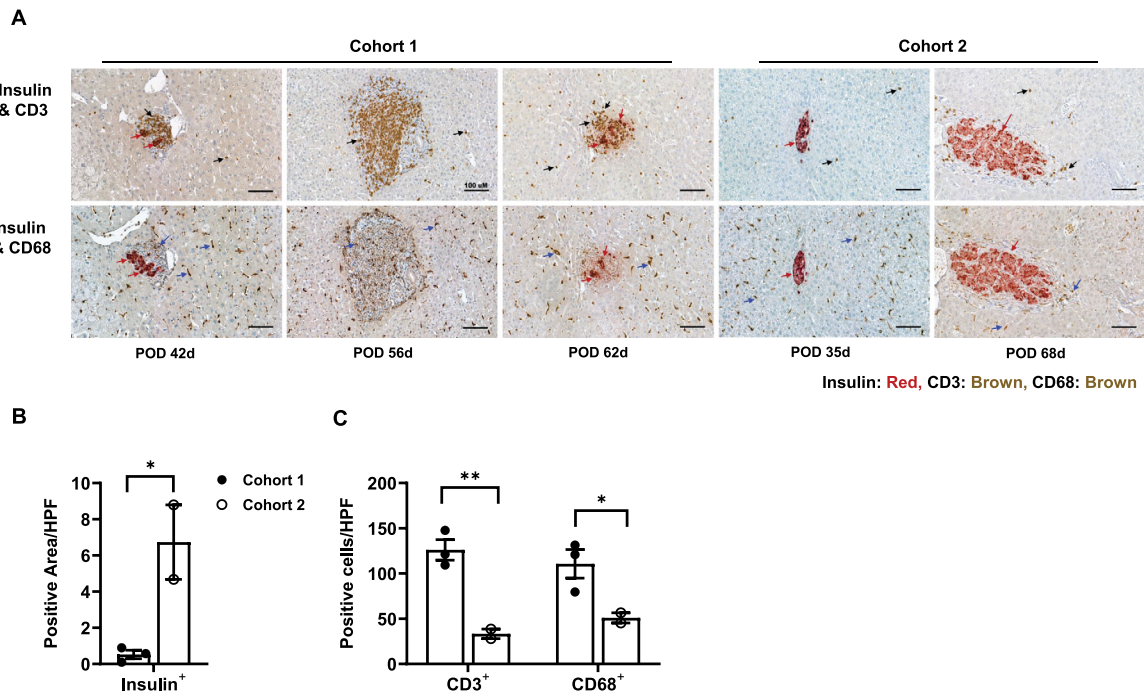 A
Cohort 1
Cohort 2
Insulin
& CD3
100 uM
nsulin
& CD68
POD 42d
POD 56d
POD 62d
POD 35d
POD 68d
Insulin: Red, CD3: Brown, CD68: Brown
B
C
Positive Area/HPF
10
8
6
4
2
0
*
Insulin+
Cohort 1
Cohort 2
Positive cells/HPF
200
150
100
50
0
**
*
CD3+
CD68+